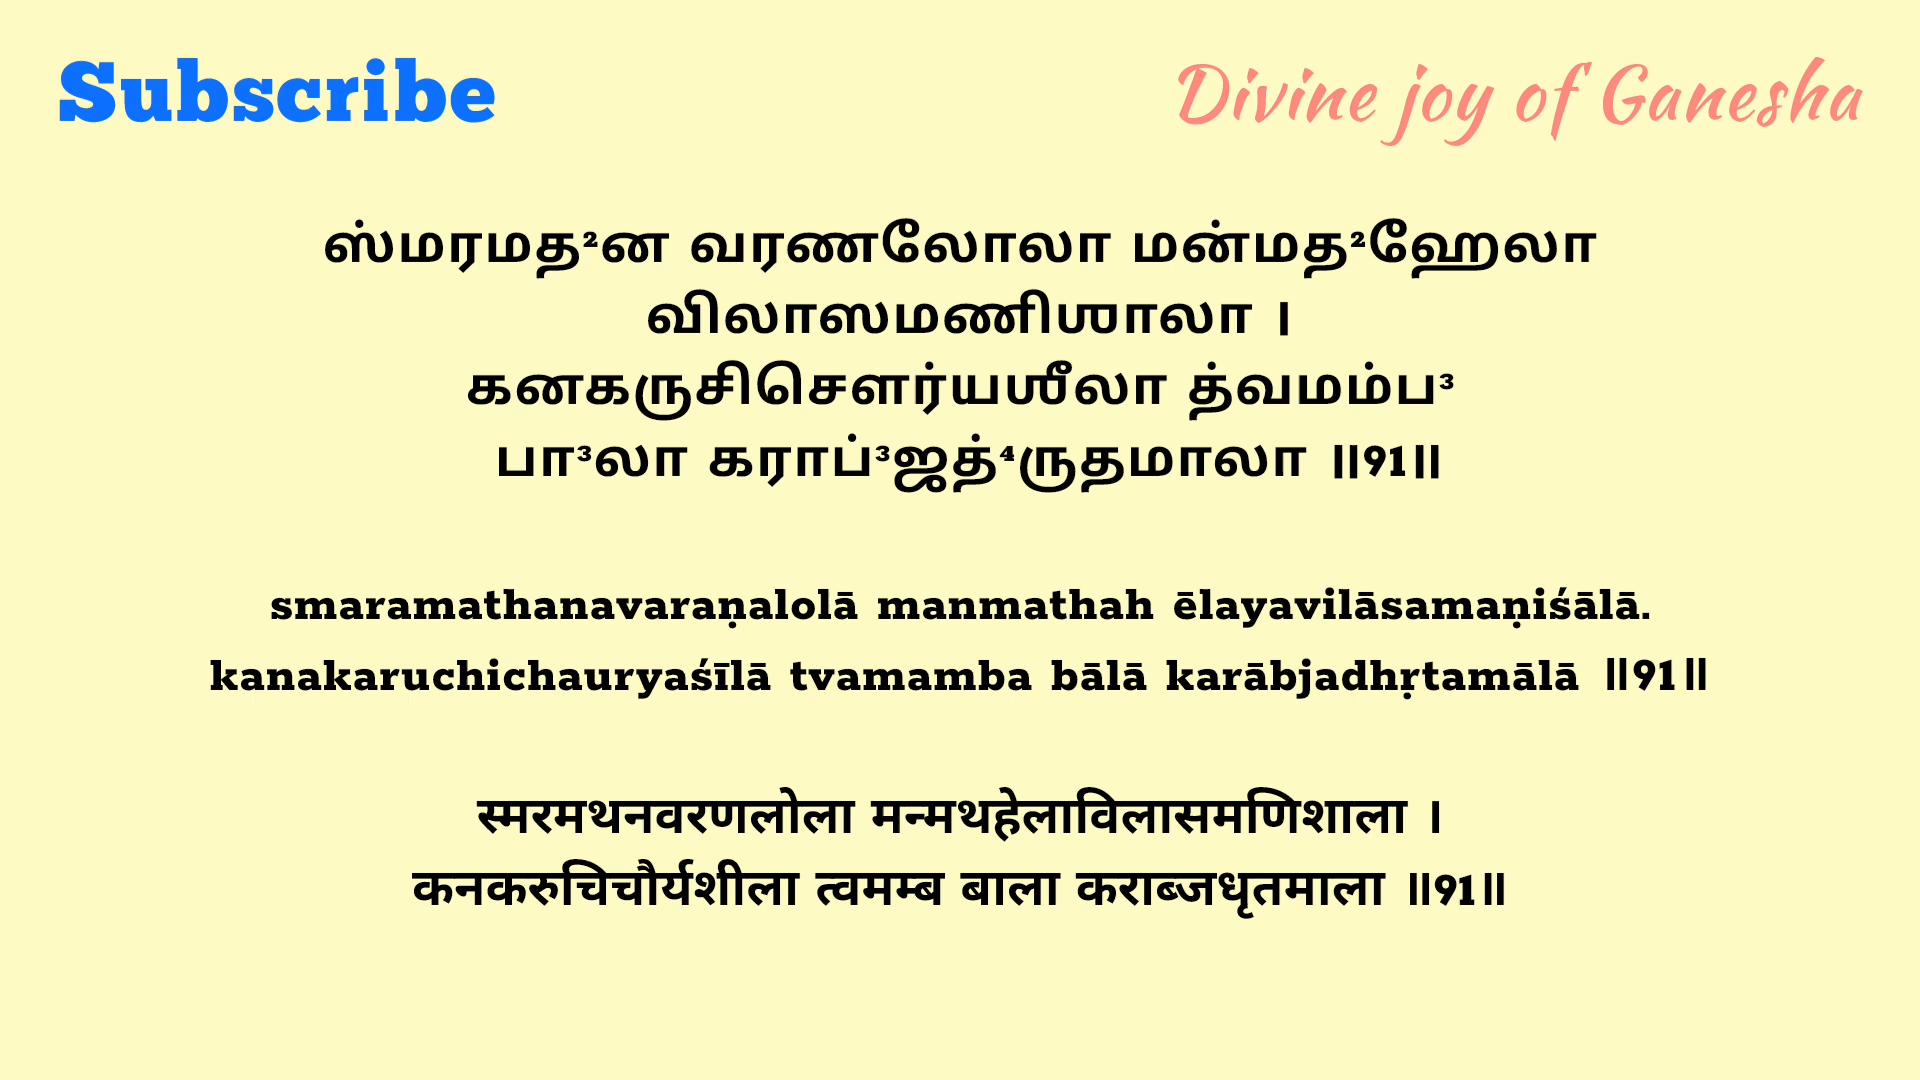 Subscribe
Divine joy of Ganesha
ஸ்மரமத²ன வரணலோலா மன்மத²ஹேலா
விலாஸமணிஶாலா ।
கனகருசிசௌர்யஶீலா த்வமம்ப³
பா³லா கராப்³ஜத்⁴ருதமாலா ॥91॥
smaramathanavaraṇalolā manmathah ēlayavilāsamaṇiśālā.
kanakaruchichauryaśīlā tvamamba bālā karābjadhṛtamālā ॥91॥
स्मरमथनवरणलोला मन्मथहेलाविलासमणिशाला ।
कनकरुचिचौर्यशीला त्वमम्ब बाला कराब्जधृतमाला ॥91॥